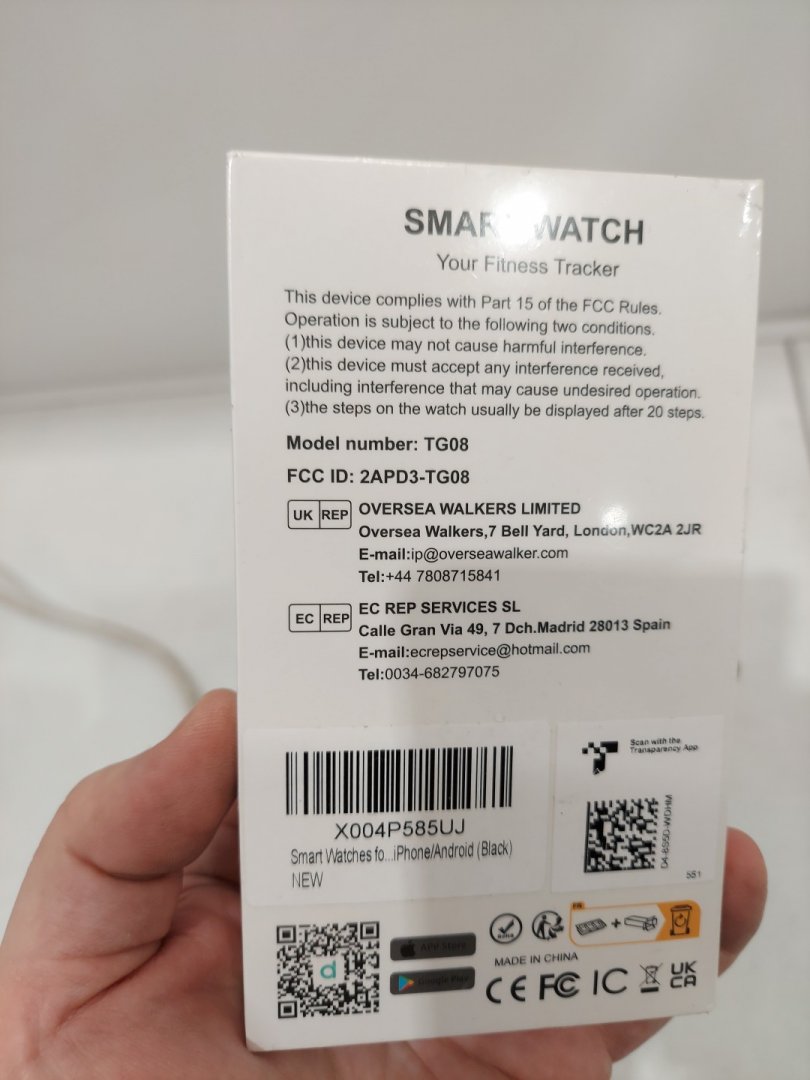 SMAR WATCH
Your Fitness Tracker
This device complies with Part 15 of the FCC Rules.
Operation is subject to the following two conditions.
(1)this device may not cause harmful interference.
(2)this device must accept any interference received,
including interference that may cause undesired operation.
(3)the steps on the watch usually be displayed after 20 steps.
Model number: TG08
FCC ID: 2APD3-TG08
UK REP
OVERSEA WALKERS LIMITED
Oversea Walkers,7 Bell Yard, London,WC2A 2JR
E-mail:ip@overseawalker.com
Tel:+44 7808715841
EC REP
EC REP SERVICES SL
Calle Gran Via 49, 7 Dch.Madrid 28013 Spain
E-mail:ecrepservice@hotmail.com
Tel:0034-682797075
X004P585UJ
Smart Watches fo...iPhone/Android (Black)
NEW
Scan with the
Transparency App
551
d
APP Store
Google Play
MADE IN CHINA
CE FC IC UK
CA